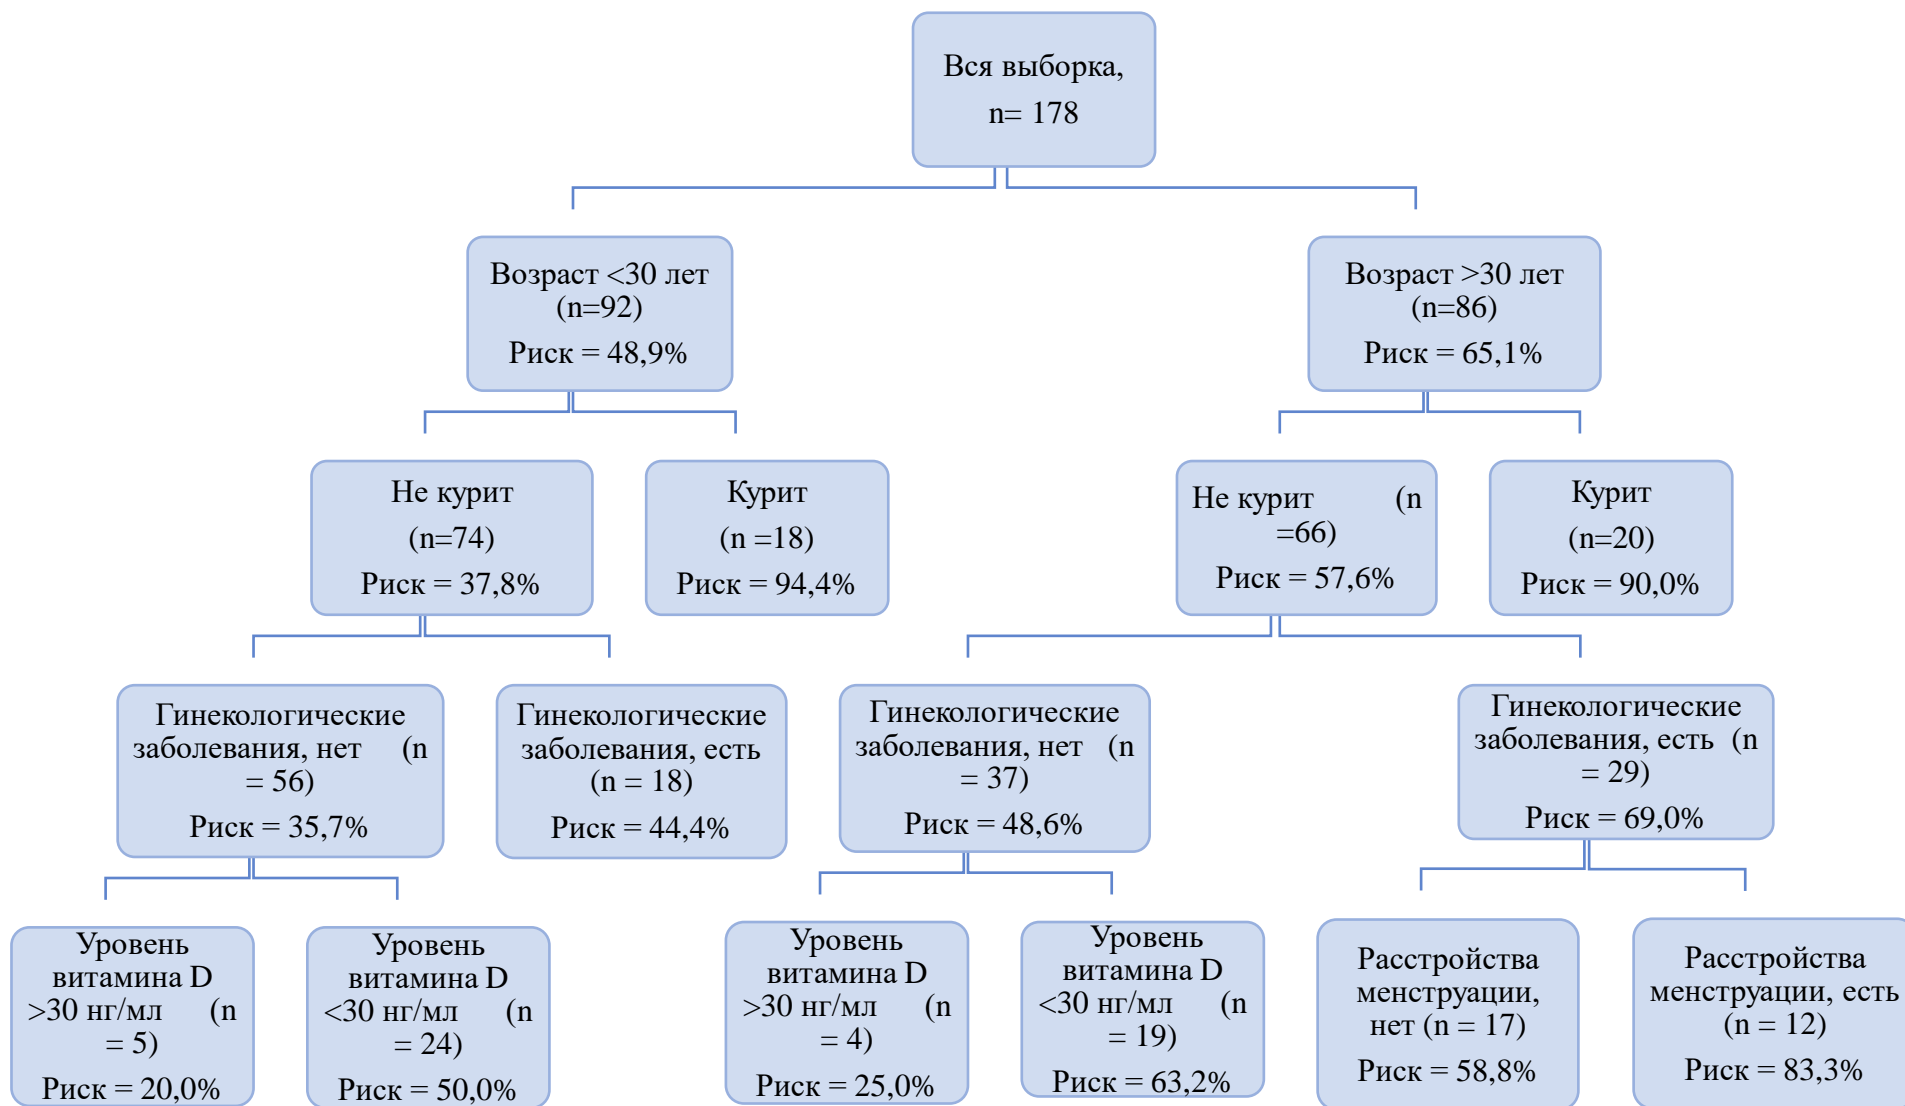 Вся выборка,
n= 178
Возраст <30 лет
(n=92)
Риск = 48,9%
Возраст >30 лет
(n=86)
Риск = 65,1%
Не курит
(n=74)
Риск = 37,8%
Курит
(n =18)
Риск = 94,4%
Не курит (n
=66)
Риск = 57,6%
Курит
(n=20)
Риск = 90,0%
Гинекологические
заболевания, нет (n
= 56)
Риск = 35,7%
Гинекологические
заболевания, есть
(n = 18)
Риск = 44,4%
Гинекологические
заболевания, нет (n
= 37)
Риск = 48,6%
Гинекологические
заболевания, есть (n
= 29)
Риск = 69,0%
Уровень
витамина D
>30 нг/мл (n
= 5)
Риск = 20,0%
Уровень
витамина D
<30 нг/мл (n
= 24)
Риск = 50,0%
Уровень
витамина D
>30 нг/мл (n
= 4)
Риск = 25,0%
Уровень
витамина D
<30 нг/мл (n
= 19)
Риск = 63,2%
Расстройства
менструации,
нет (n = 17)
Риск = 58,8%
Расстройства
менструации, есть
(n = 12)
Риск = 83,3%